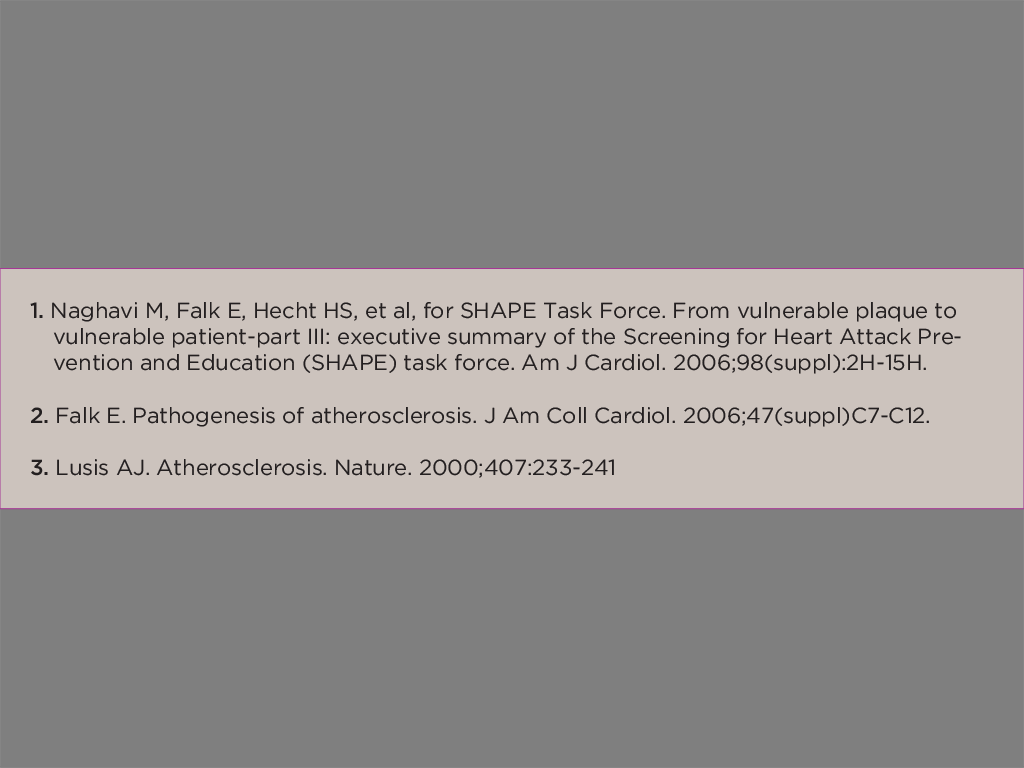 1. Naghavi M, Falk E, Hecht HS, et al, for SHAPE Task Force. From vulnerable plaque to
vulnerable patient-part III: executive summary of the Screening for Heart Attack Pre-
vention and Education (SHAPE) task force. Am J Cardiol. 2006;98(suppl):2H-15H.
2. Falk E. Pathogenesis of atherosclerosis. J Am Coll Cardiol. 2006;47(suppl)C7-C12.
3. Lusis AJ. Atherosclerosis. Nature. 2000;407:233-241